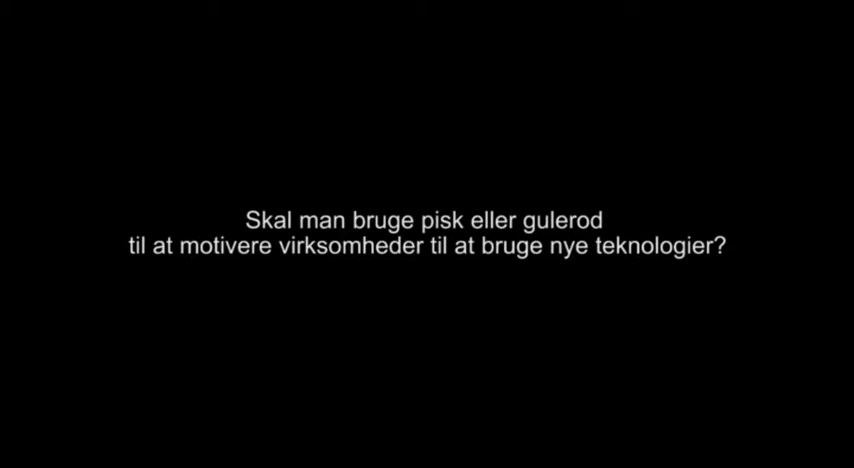 Skal man bruge pisk eller gulerod
til at motivere virksomheder til at bruge nye teknologier?